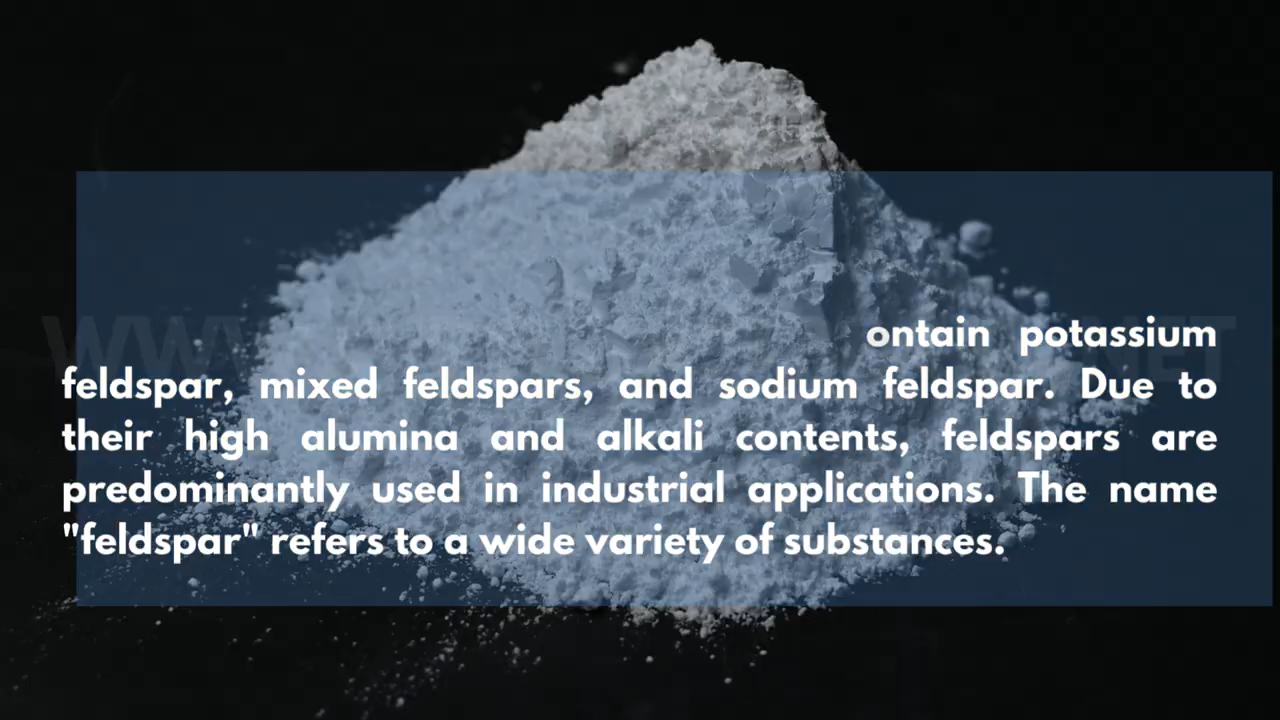 ontain potassium
feldspar, mixed feldspars, and sodium feldspar. Due to
their high alumina and alkali contents, feldspars are
predominantly used in industrial applications. The name
"feldspar" refers to a wide variety of substances.